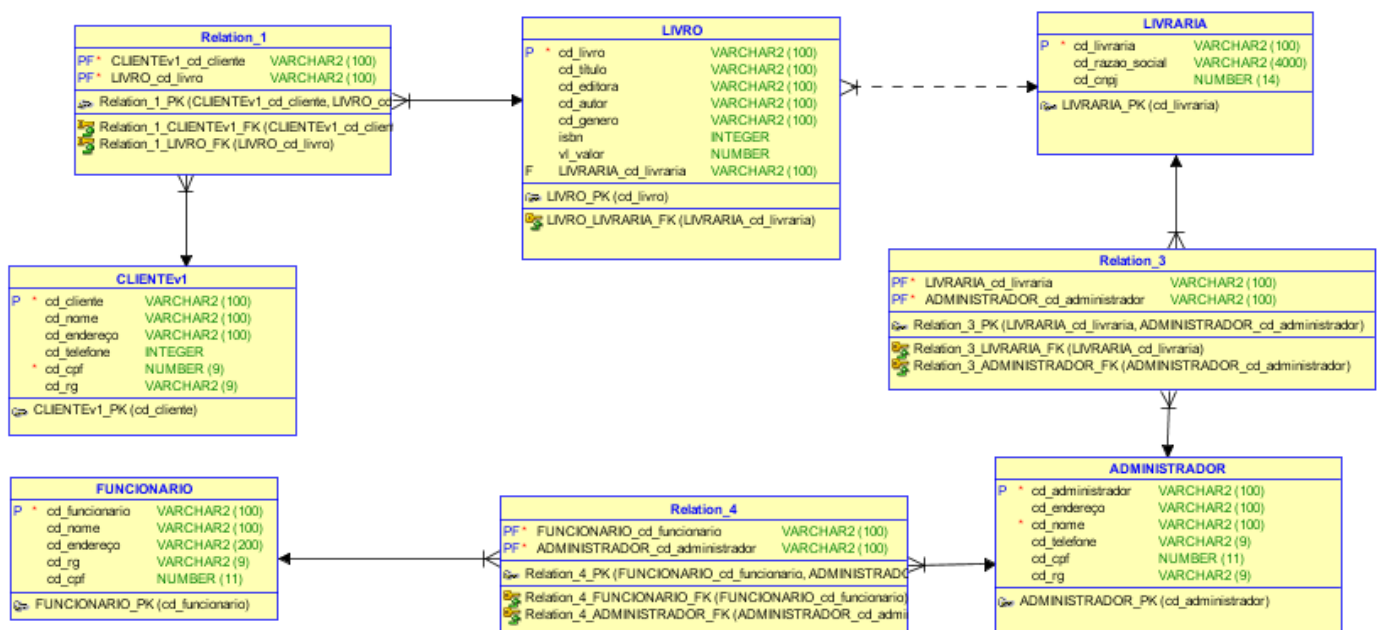 Relation_1
PF* CLIENTEv1_cd_cliente VARCHAR2 (100)
PF* LIVRO_cd_livro VARCHAR2 (100)
Relation_1_PK (CLIENTEv1_cd_cliente, LIVRO_cd
Relation_1_CLIENTEv1_FK (CLIENTEv1_cd_client
Relation_1_LIVRO_FK (LIVRO_cd_livro)
LIVRO
P * cd_livro VARCHAR2 (100)
cd_titulo VARCHAR2 (100)
cd_editora VARCHAR2 (100)
cd_autor VARCHAR2 (100)
cd_genero VARCHAR2 (100)
isbn INTEGER
vl_valor NUMBER
F LIVRARIA_cd_livraria VARCHAR2 (100)
LIVRO_PK (cd_livro)
LIVRO_LIVRARIA_FK (LIVRARIA_cd_livraria)
LIVRARIA
P * cd_livraria VARCHAR2 (100)
cd_razao_social VARCHAR2 (4000)
cd_cnpj NUMBER (14)
LIVRARIA_PK (cd_livraria)
CLIENTEv1
P * cd_cliente VARCHAR2 (100)
cd_nome VARCHAR2 (100)
cd_endereço VARCHAR2 (100)
cd_telefone INTEGER
* cd_cpf NUMBER (9)
cd_rg VARCHAR2 (9)
CLIENTEv1_PK (cd_cliente)
Relation_3
PF* LIVRARIA_cd_livraria VARCHAR2 (100)
PF* ADMINISTRADOR_cd_administrador VARCHAR2 (100)
Relation_3_PK (LIVRARIA_cd_livraria, ADMINISTRADOR_cd_administrador)
Relation_3_LIVRARIA_FK (LIVRARIA_cd_livraria)
Relation_3_ADMINISTRADOR_FK (ADMINISTRADOR_cd_administrador)
FUNCIONARIO
P * cd_funcionario VARCHAR2 (100)
cd_nome VARCHAR2 (100)
cd_endereço VARCHAR2 (200)
cd_rg VARCHAR2 (9)
cd_cpf NUMBER (11)
FUNCIONARIO_PK (cd_funcionario)
Relation_4
PF* FUNCIONARIO_cd_funcionario VARCHAR2 (100)
PF* ADMINISTRADOR_cd_administrador VARCHAR2 (100)
Relation_4_PK (FUNCIONARIO_cd_funcionario, ADMINISTRADO
Relation_4_FUNCIONARIO_FK (FUNCIONARIO_cd_funcionario)
Relation_4_ADMINISTRADOR_FK (ADMINISTRADOR_cd_admi
ADMINISTRADOR
P * cd_administrador VARCHAR2 (100)
cd_endereço VARCHAR2 (100)
* cd_nome VARCHAR2 (100)
cd_telefone VARCHAR2 (9)
cd_cpf NUMBER (11)
cd_rg VARCHAR2 (9)
ADMINISTRADOR_PK (cd_administrador)